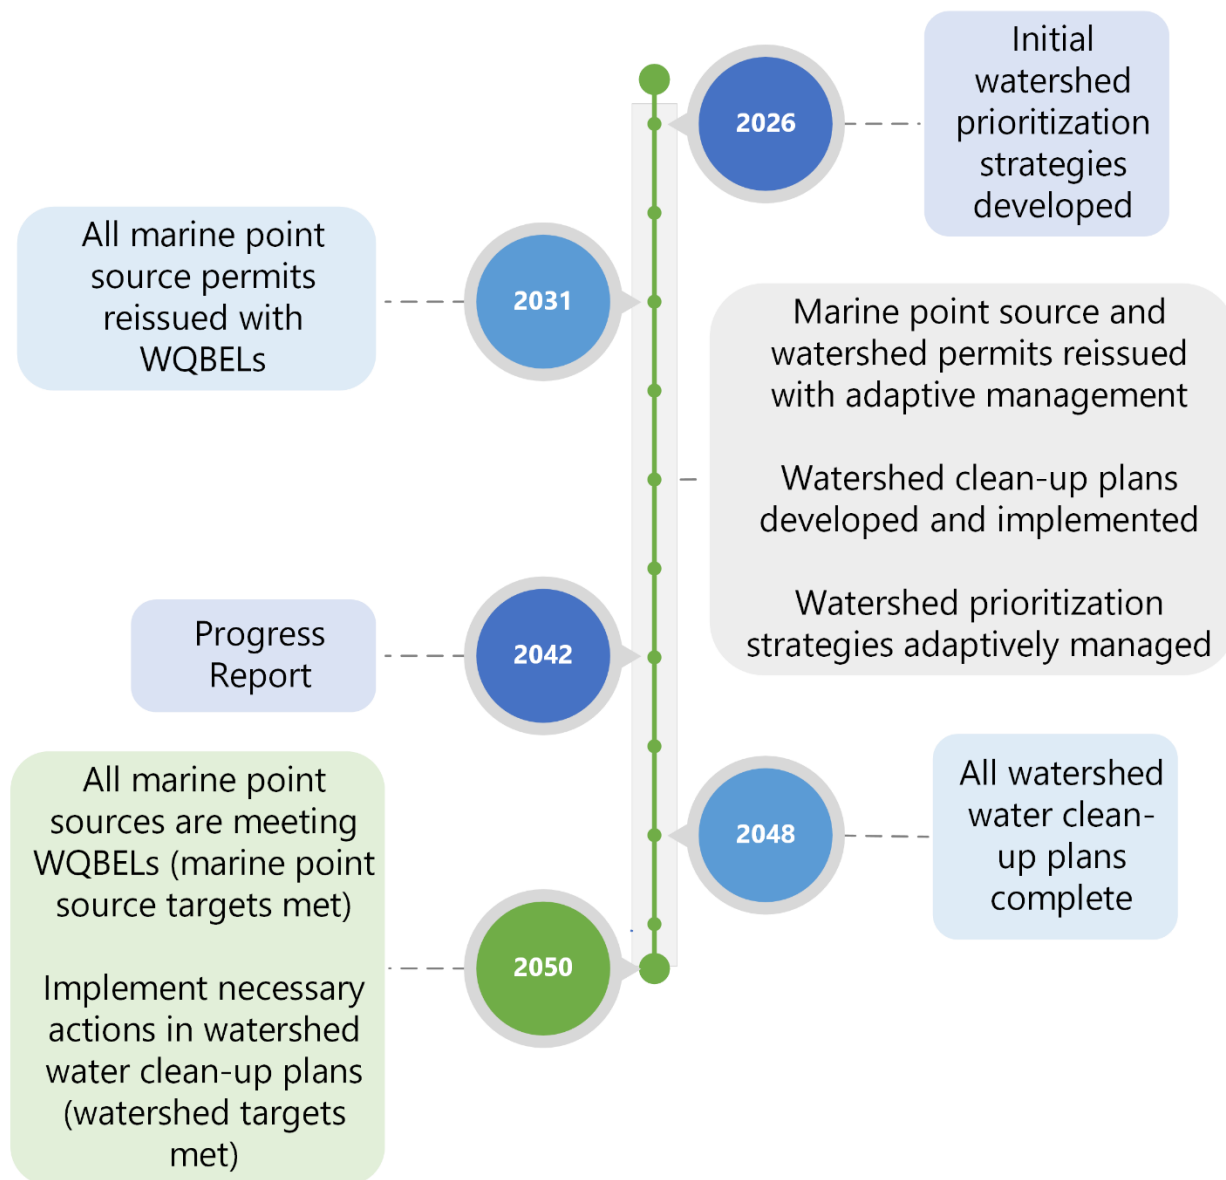 2026
Initial
watershed
prioritization
strategies
developed
All marine point
source permits
reissued with
WQBELs
2031
Marine point source and
watershed permits reissued
with adaptive management
Watershed clean-up plans
developed and implemented
Watershed prioritization
strategies adaptively managed
Progress
Report
2042
2048
All watershed
water clean-
up plans
complete
All marine point
sources are meeting
WQBELs (marine point
source targets met)
Implement necessary
actions in watershed
water clean-up plans
(watershed targets
met)
2050